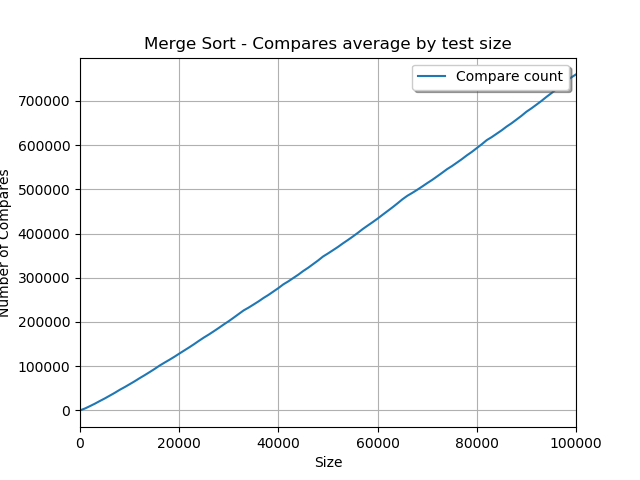 Merge Sort - Compares average by test size
Compare count
700000
600000
500000
400000
300000
200000
100000
0
Number of Compares
0 20000 40000 60000 80000 100000
Size